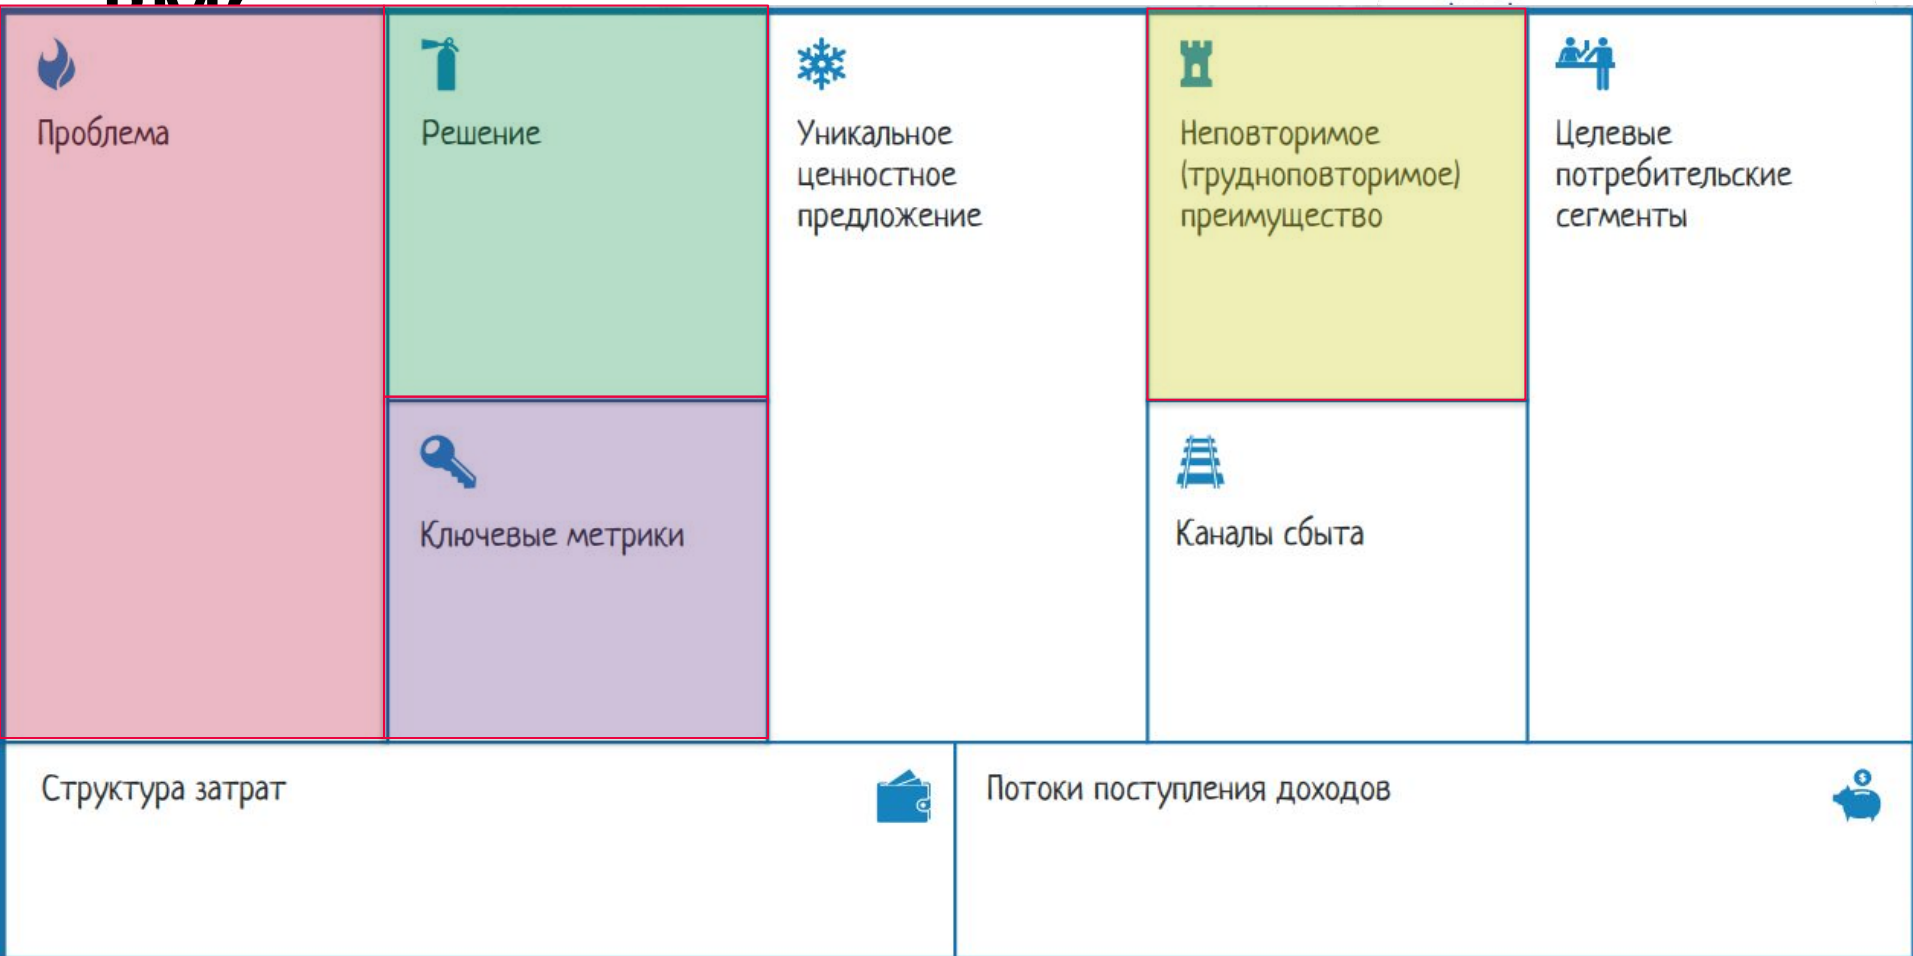 Проблема
Решение
Уникальное
ценностное
предложение
Неповторимое
(трудноповторимое)
преимущество
Целевые
потребительские
сегменты
Ключевые метрики
Каналы сбыта
Структура затрат
Потоки поступления доходов